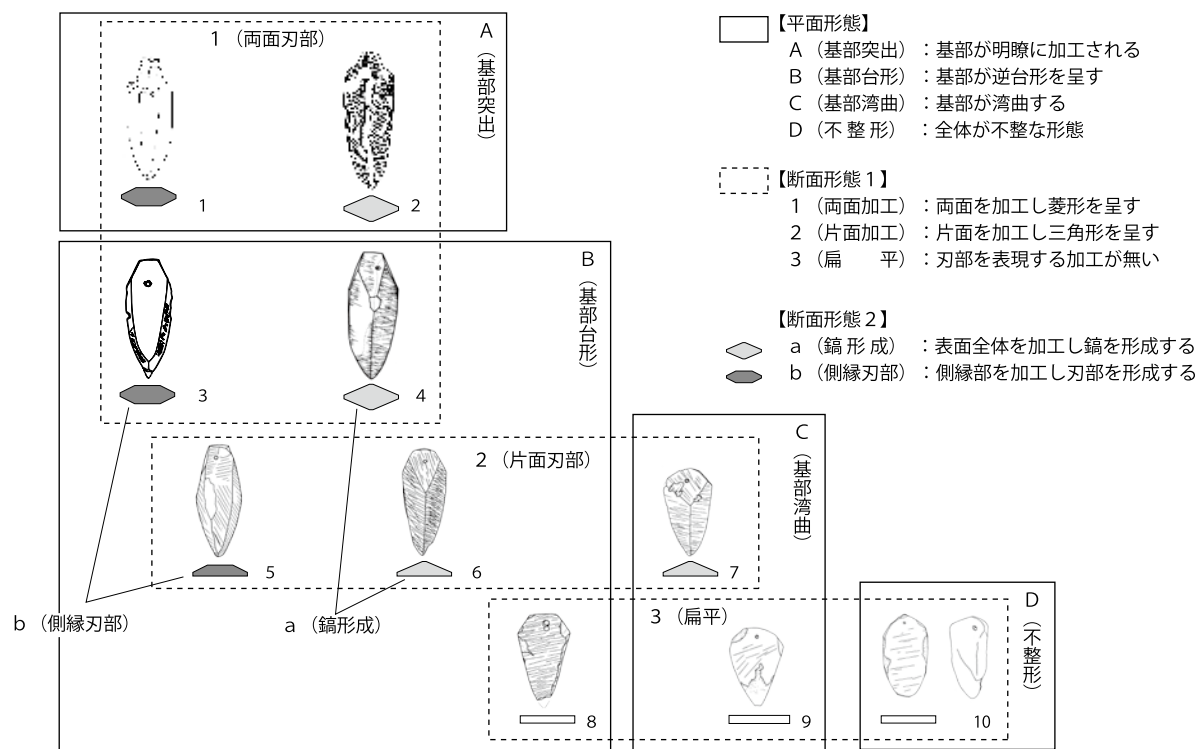 1（両面刃部）
A（基部突出）
1
2
B（基部台形）
3
4
2（片面刃部）
C（基部湾曲）
5
6
7
b（側縁刃部）
a（鎬形成）
3（扁平）
D（不整形）
8
9
10
【平面形態】
A（基部突出）：基部が明瞭に加工される
B（基部台形）：基部が逆台形を呈す
C（基部湾曲）：基部が湾曲する
D（不 整 形）：全体が不整な形態
【断面形態1】
1（両面加工）：両面を加工し菱形を呈す
2（片面加工）：片面を加工し三角形を呈す
3（扁　　平）：刃部を表現する加工が無い
【断面形態2】
a（鎬 形 成）：表面全体を加工し鎬を形成する
b（側縁刃部）：側縁部を加工し刃部を形成する